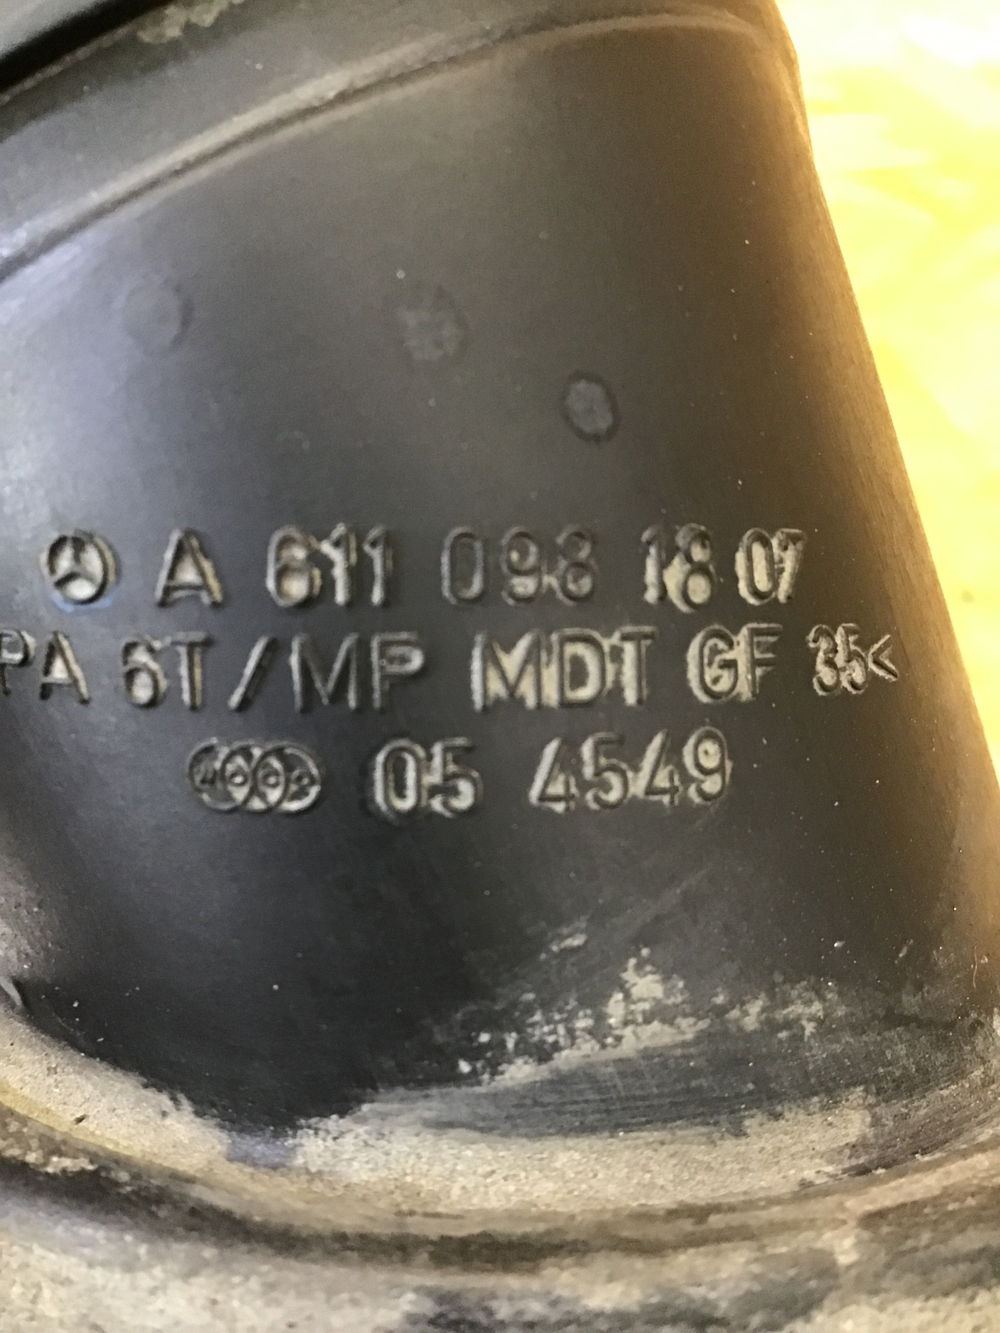 A 611 098 18 07
PA 6T/MP MDT GF 35<
05 4549